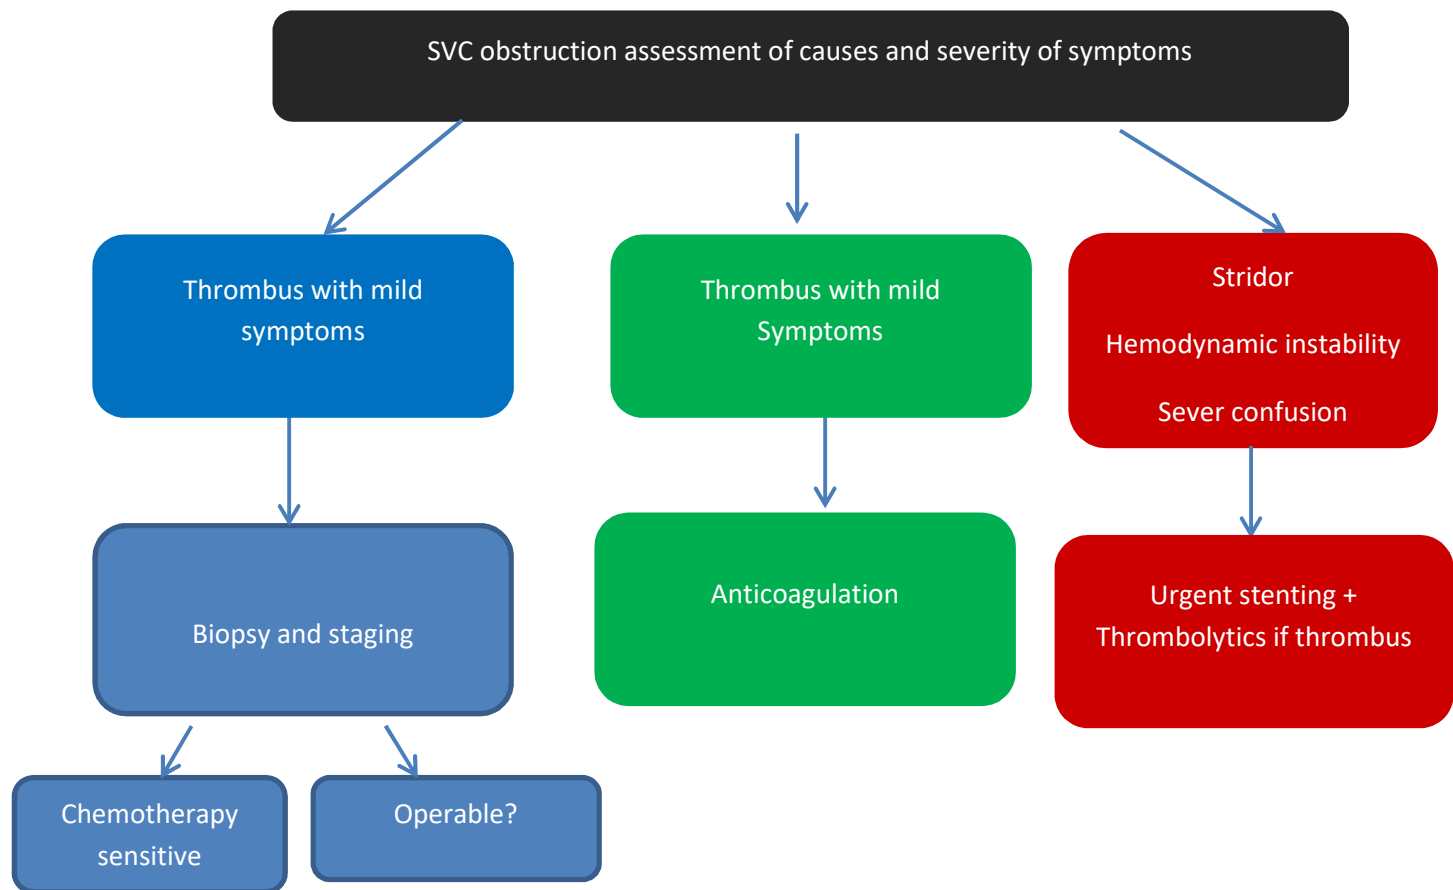 SVC obstruction assessment of causes and severity of symptoms
Thrombus with mild
symptoms
Thrombus with mild
Symptoms
Stridor
Hemodynamic instability
Sever confusion
Biopsy and staging
Anticoagulation
Urgent stenting +
Thrombolytics if thrombus
Chemotherapy
sensitive
Operable?